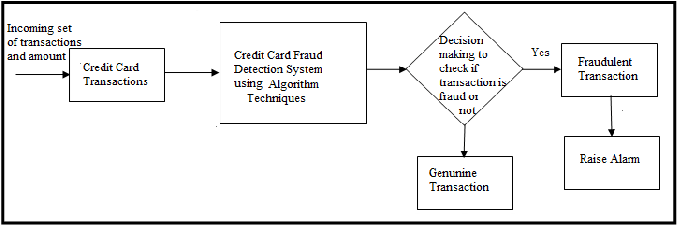 Incoming set
of transactions
and amount
Credit Card
Transactions
Credit Card Fraud
Detection System
using Algorithm
Techniques
Decision
making to
check if
transaction is
fraud or
not
Yes
Fraudulent
Transaction
Genunine
Transaction
Raise Alarm